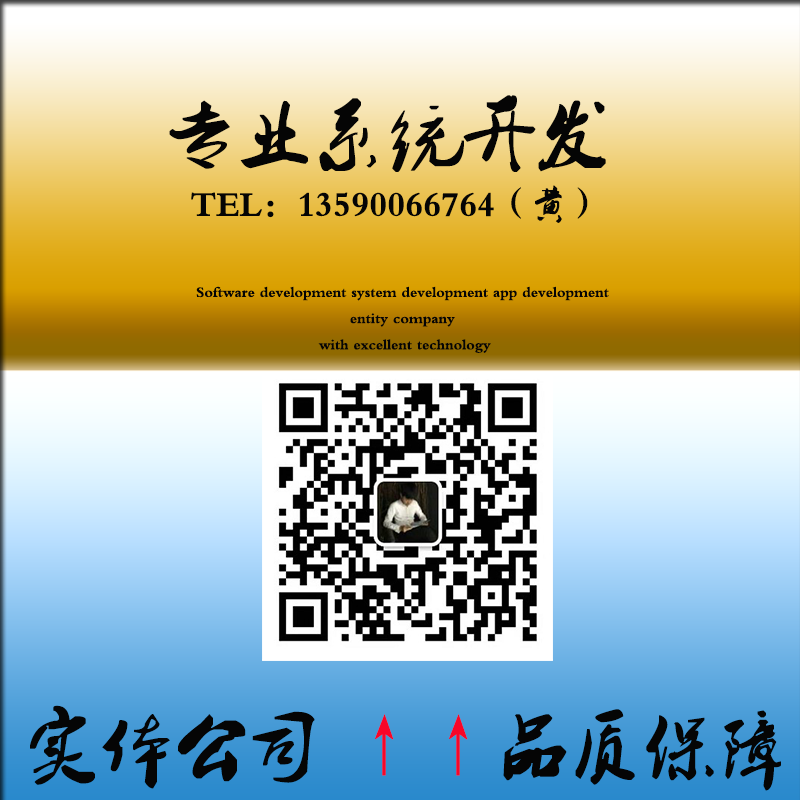 专业系统开发
TEL：13590066764（黄）
Software development system development app development
entity company
with excellent technology
实体公司 ↑ ↑ 品质保障